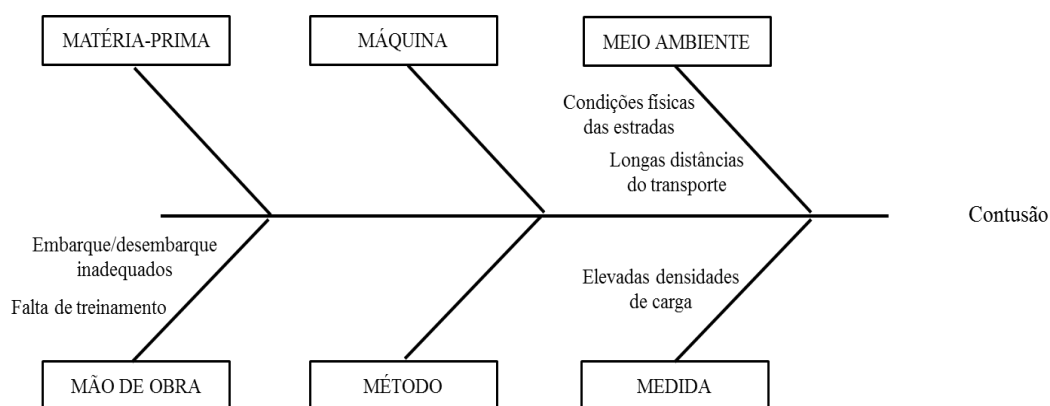 MATÉRIA-PRIMA
MÁQUINA
MEIO AMBIENTE
Condições físicas
das estradas
Longas distâncias
do transporte
Contusão
Embarque/desembarque
inadequados
Falta de treinamento
Elevadas densidades
de carga
MÃO DE OBRA
MÉTODO
MEDIDA